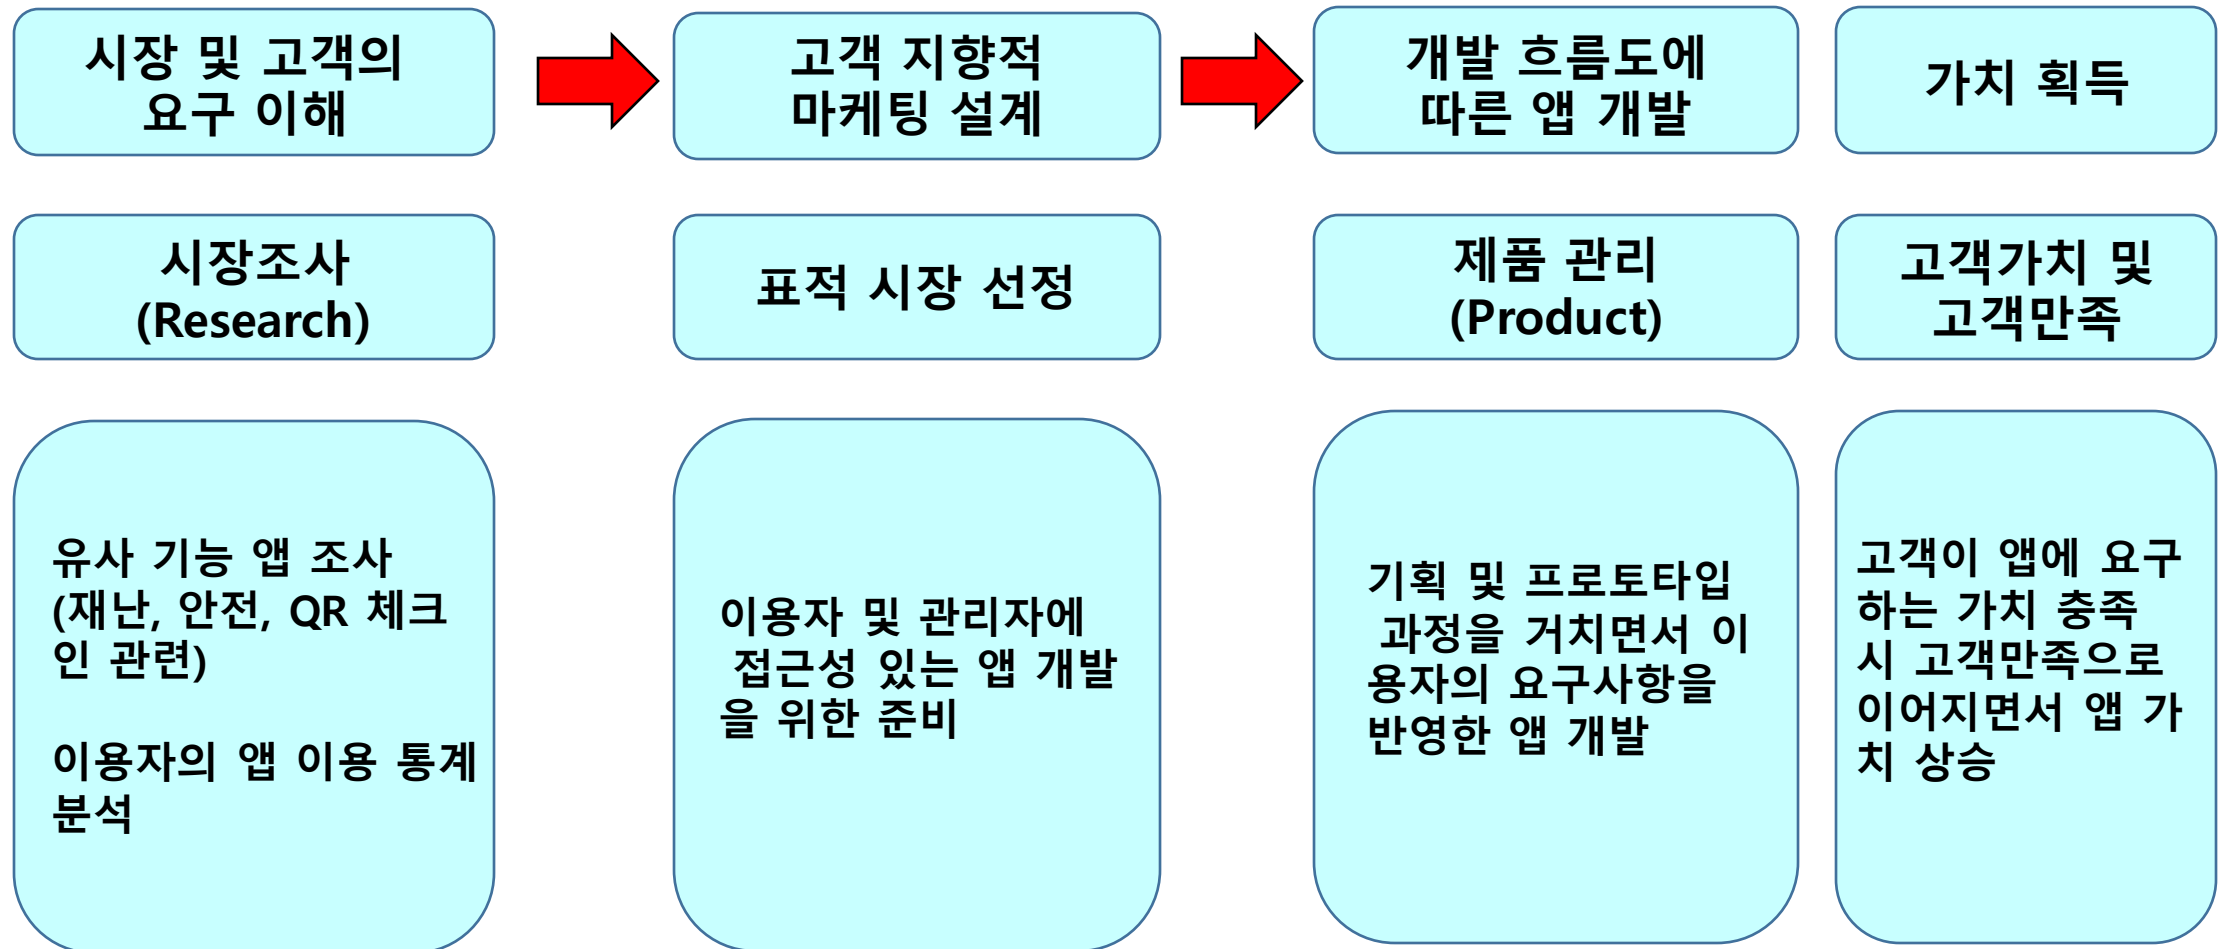 시장 및 고객의
요구 이해
고객 지향적
마케팅 설계
개발 흐름도에
따른 앱 개발
가치 획득
시장조사
(Research)
표적 시장 선정
제품 관리
(Product)
고객가치 및
고객만족
유사 기능 앱 조사
(재난, 안전, QR 체크
인 관련)
이용자의 앱 이용 통계
분석
이용자 및 관리자에
접근성 있는 앱 개발
을 위한 준비
기획 및 프로토타입
과정을 거치면서 이
용자의 요구사항을
반영한 앱 개발
고객이 앱에 요구
하는 가치 충족
시 고객만족으로
이어지면서 앱 가
치 상승